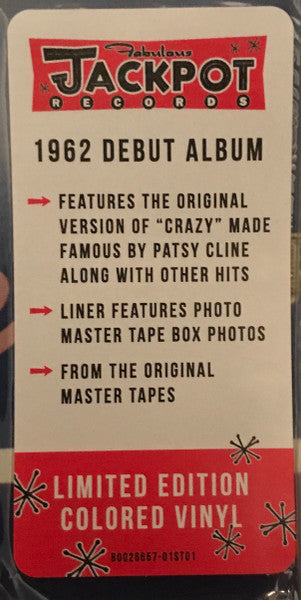 Fabulous
JACKPOT
RECORDS
1962 DEBUT ALBUM
FEATURES THE ORIGINAL
VERSION OF "CRAZY" MADE
FAMOUS BY PATSY CLINE
ALONG WITH OTHER HITS
LINER FEATURES PHOTO
MASTER TAPE BOX PHOTOS
FROM THE ORIGINAL
MASTER TAPES
LIMITED EDITION
COLORED VINYL
B0028667-01ST01